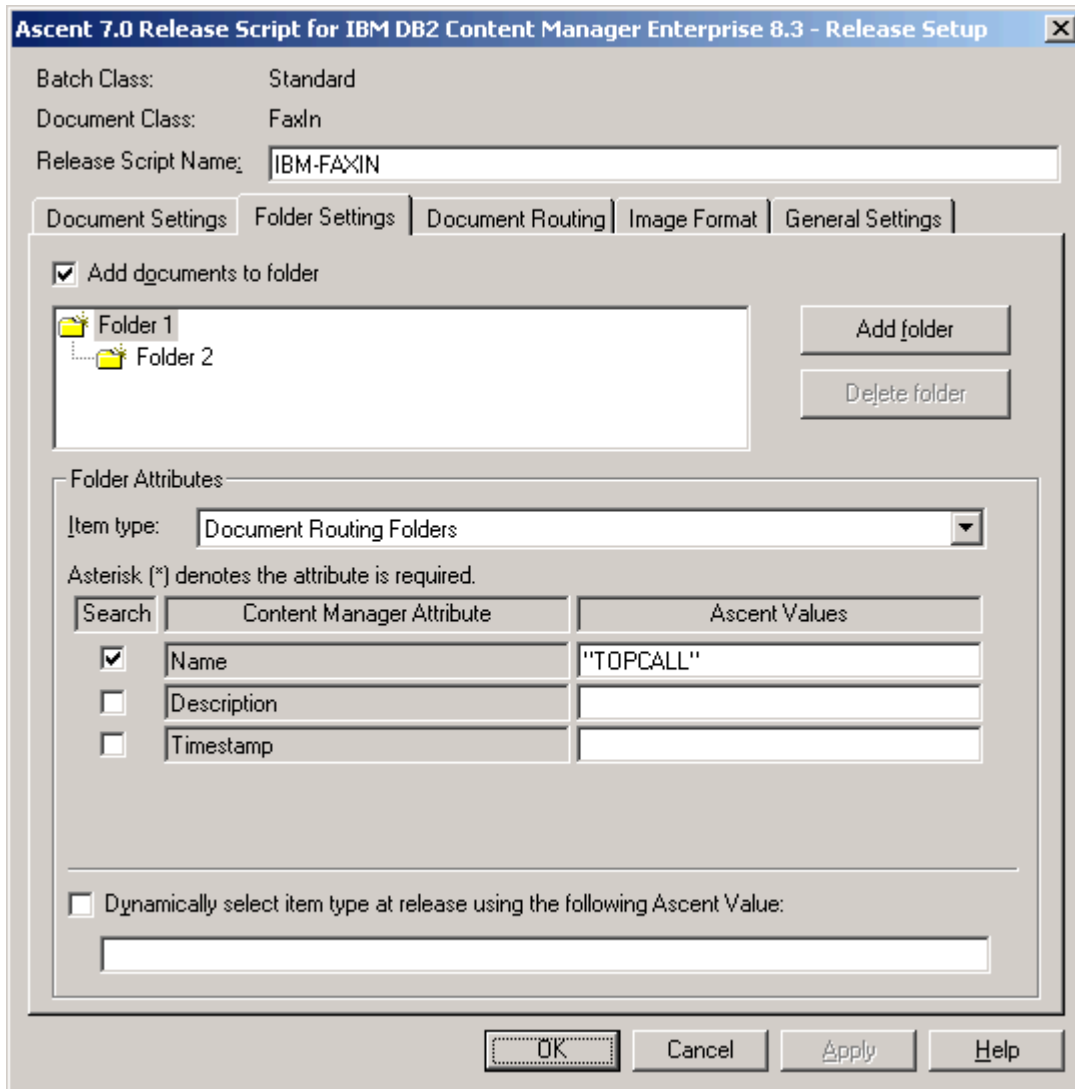 Ascent 7.0 Release Script for IBM DB2 Content Manager Enterprise 8.3 - Release Setup
Batch Class: Standard
Document Class: FaxIn
Release Script Name: IBM-FAXIN
Document Settings Folder Settings Document Routing Image Format General Settings
Add documents to folder
Folder 1
Folder 2
Add folder
Delete folder
Folder Attributes
Item type: Document Routing Folders
Asterisk (*) denotes the attribute is required.
Search Content Manager Attribute Ascent Values
Name "TOPCALL"
Description
Timestamp
Dynamically select item type at release using the following Ascent Value:
OK Cancel Apply Help